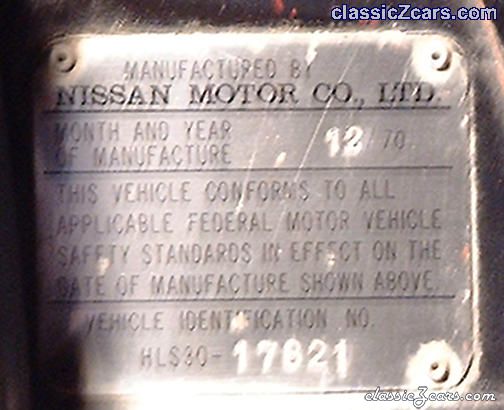 classicZcars.com
MANUFACTURED BY
NISSAN MOTOR CO., LTD.
MONTH AND YEAR
OF MANUFACTURE 12/70
THIS VEHICLE CONFORMS TO ALL
APPLICABLE FEDERAL MOTOR VEHICLE
SAFETY STANDARDS IN EFFECT ON THE
DATE OF MANUFACTURE SHOWN ABOVE.
VEHICLE IDENTIFICATION NO.
HLS30-17821
classicZcars.com